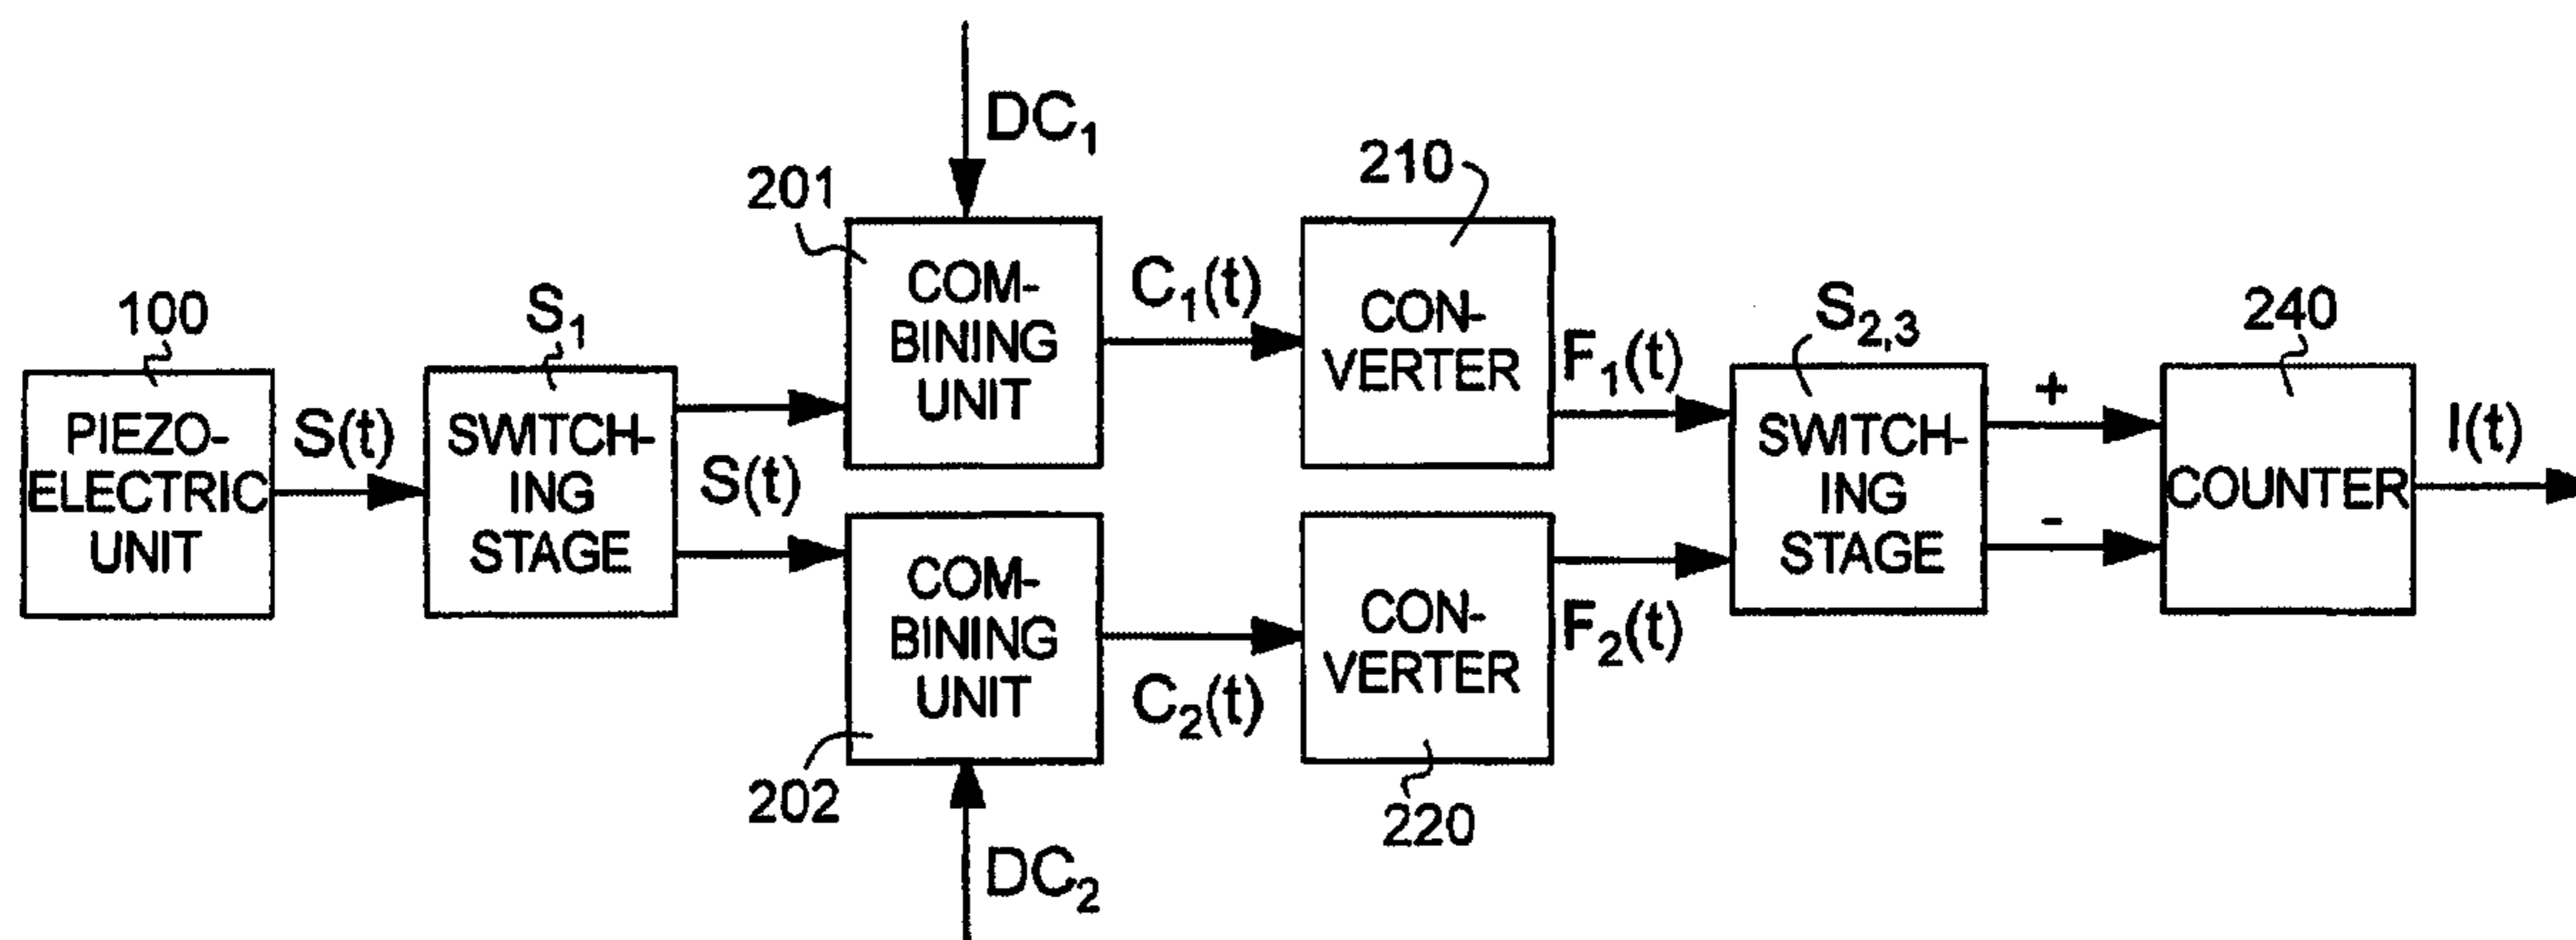 100
PIEZO-
ELECTRIC
UNIT
S(t)
S₁
SWITCH-
ING
STAGE
S(t)
DC₁
201
COM-
BINING
UNIT
C₁(t)
210
CON-
VERTER
F₁(t)
COM-
BINING
UNIT
202
DC₂
C₂(t)
CON-
VERTER
220
F₂(t)
S₂,₃
SWITCH-
ING
STAGE
+
-
240
COUNTER
I(t)